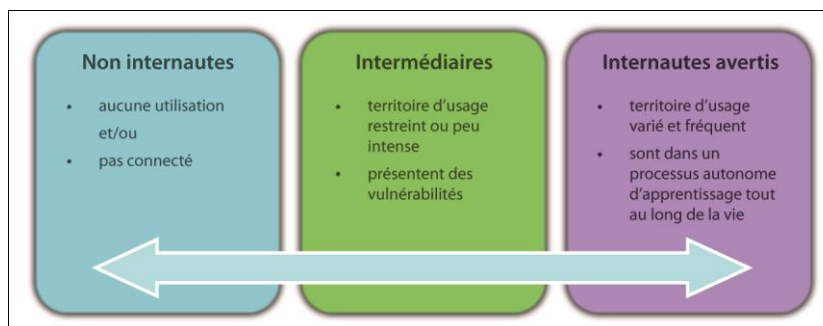 Non internautes
• aucune utilisation
et/ou
• pas connecté
Intermédiaires
• territoire d'usage
restreint ou peu
intense
• présentent des
vulnérabilités
Internautes avertis
• territoire d'usage
varié et fréquent
• sont dans un
processus autonome
d'apprentissage tout
au long de la vie